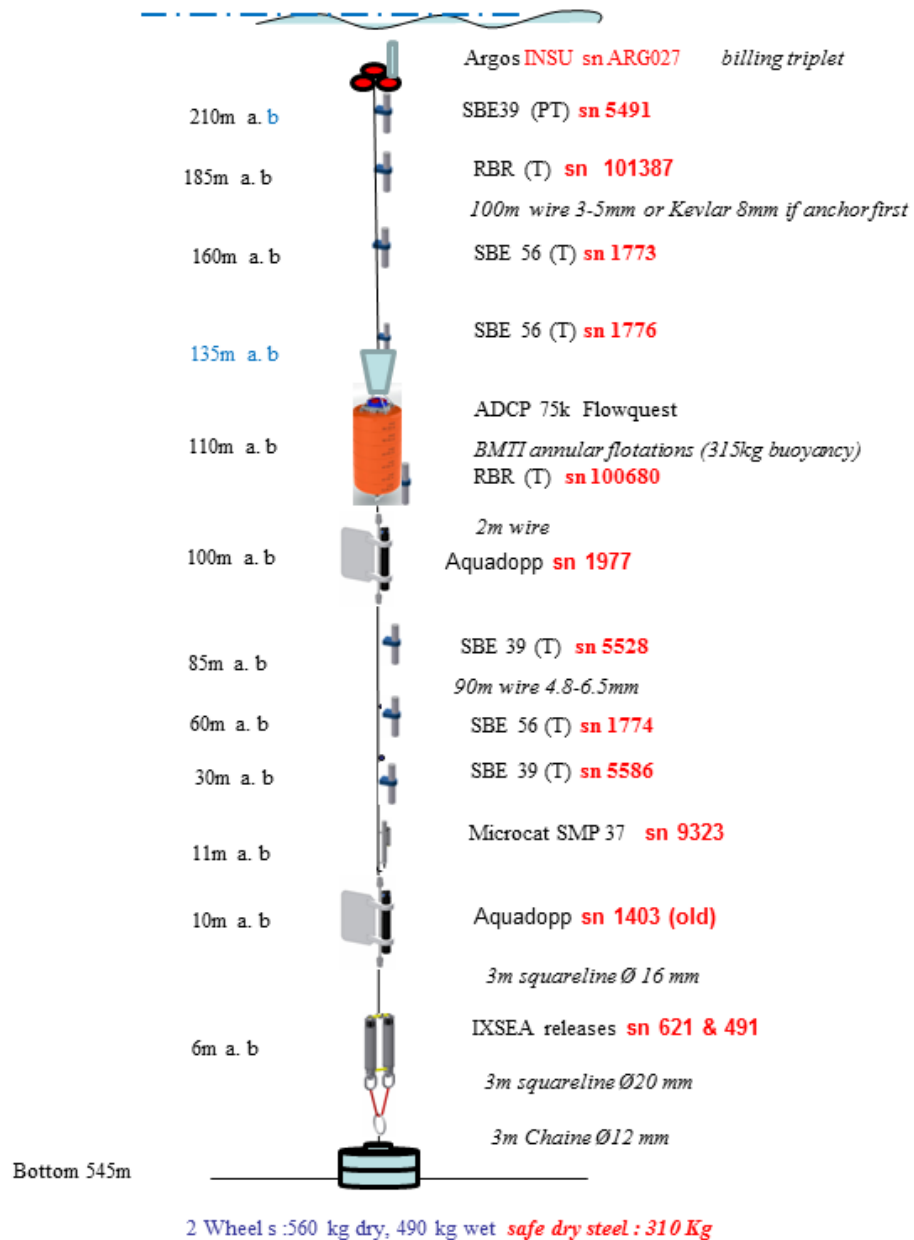 Argos INSU sn ARG027 billing triplet
210m a. b SBE39 (PT) sn 5491
185m a. b RBR (T) sn 101387
100m wire 3-5mm or Kevlar 8mm if anchor first
160m a. b SBE 56 (T) sn 1773
SBE 56 (T) sn 1776
135m a. b
ADCP 75k Flowquest
110m a. b BMTI annular flotations (315kg buoyancy)
RBR (T) sn 100680
2m wire
100m a. b Aquadopp sn 1977
85m a. b SBE 39 (T) sn 5528
90m wire 4.8-6.5mm
60m a. b SBE 56 (T) sn 1774
30m a. b SBE 39 (T) sn 5586
11m a. b Microcat SMP 37 sn 9323
10m a. b Aquadopp sn 1403 (old)
3m squareline Ø 16 mm
6m a. b IXSEA releases sn 621 & 491
3m squareline Ø20 mm
3m Chaine Ø12 mm
Bottom 545m
2 Wheel s :560 kg dry, 490 kg wet safe dry steel : 310 Kg